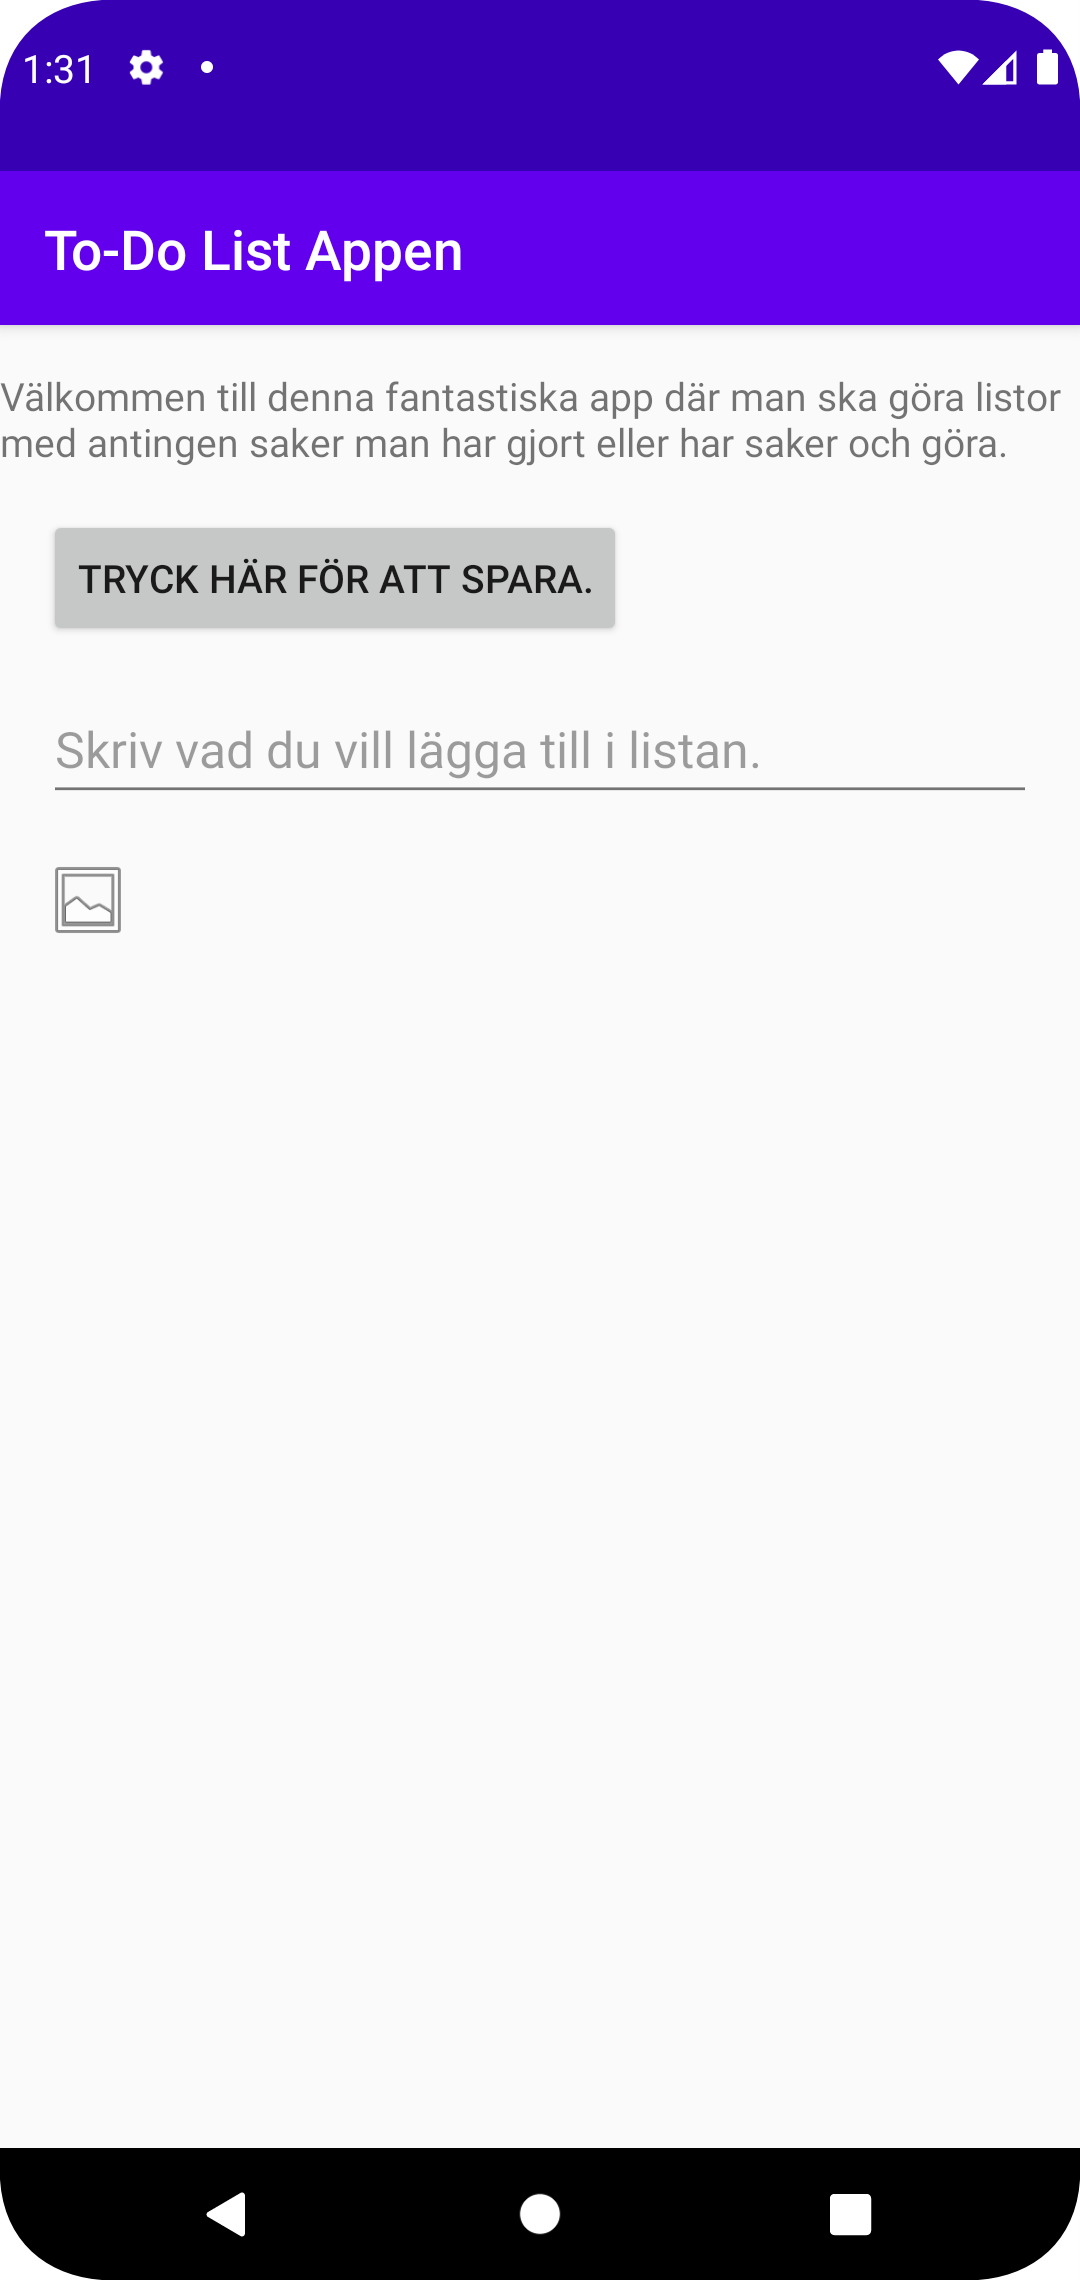 1:31
To-Do List Appen
Välkommen till denna fantastiska app där man ska göra listor
med antingen saker man har gjort eller har saker och göra.
TRYCK HÄR FÖR ATT SPARA.
Skriv vad du vill lägga till i listan.